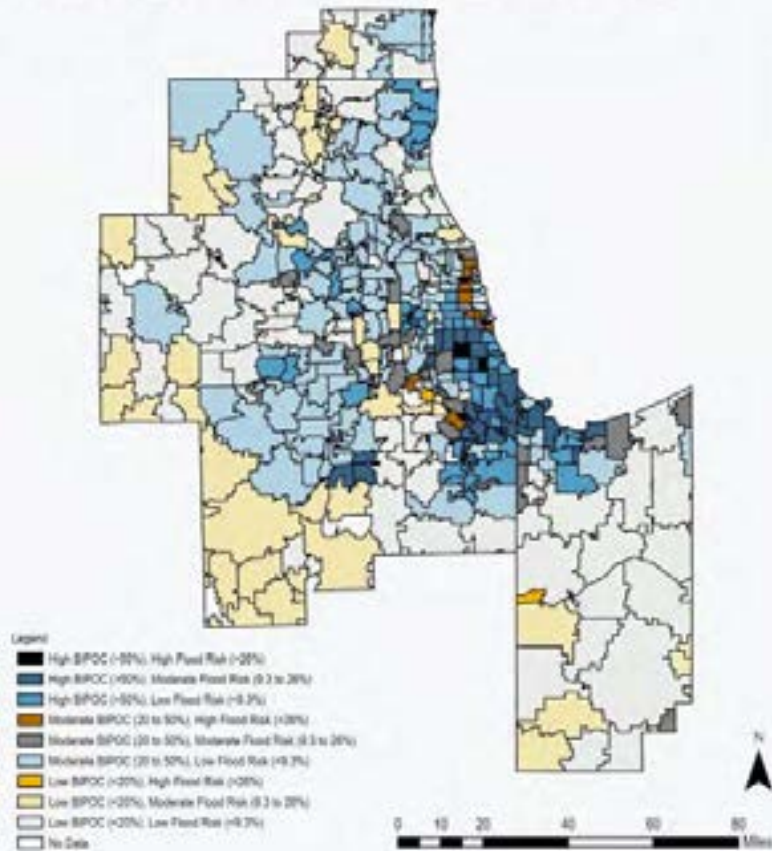 Legend
High BIPOC (>50%), High Flood Risk (>26%)
High BIPOC (>50%), Moderate Flood Risk (9.3 to 26%)
High BIPOC (>50%), Low Flood Risk (<9.3%)
Moderate BIPOC (20 to 50%), High Flood Risk (>26%)
Moderate BIPOC (20 to 50%), Moderate Flood Risk (9.3 to 26%)
Moderate BIPOC (20 to 50%), Low Flood Risk (<9.3%)
Low BIPOC (<20%), High Flood Risk (>26%)
Low BIPOC (<20%), Moderate Flood Risk (9.3 to 26%)
Low BIPOC (<20%), Low Flood Risk (<9.3%)
No Data
N
0 10 20 40 60 80
Miles